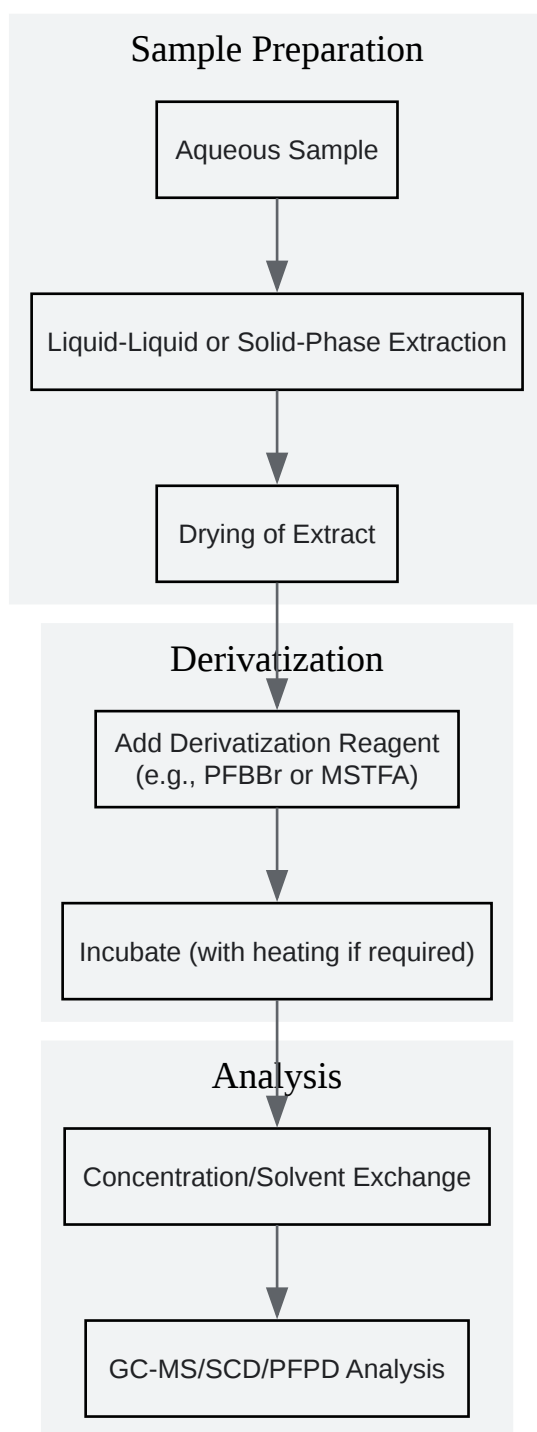 Sample Preparation
Aqueous Sample
Liquid-Liquid or Solid-Phase Extraction
Drying of Extract
Derivatization
Add Derivatization Reagent
(e.g., PFBBr or MSTFA)
Incubate (with heating if required)
Analysis
Concentration/Solvent Exchange
GC-MS/SCD/PFPD Analysis